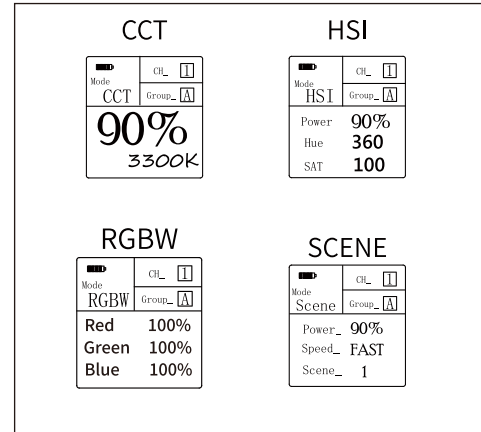 CCT
CH_ 1
Mode
CCT
Group_ A
90%
3300K
HSI
CH_ 1
Mode
HSI
Group_ A
Power 90%
Hue 360
SAT 100
RGBW
CH_ 1
Mode
RGBW
Group_ A
Red 100%
Green 100%
Blue 100%
SCENE
CH_ 1
Mode
Scene
Group_ A
Power_ 90%
Speed_ FAST
Scene_ 1